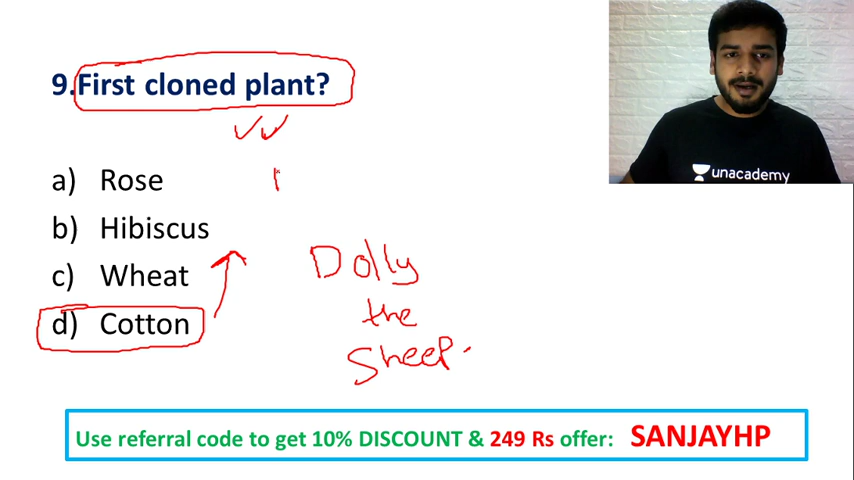 9.First cloned plant?
a) Rose
b) Hibiscus
c) Wheat
d) Cotton
Dolly
the
Sheep.
unacademy
Use referral code to get 10% DISCOUNT & 249 Rs offer: SANJAYHP